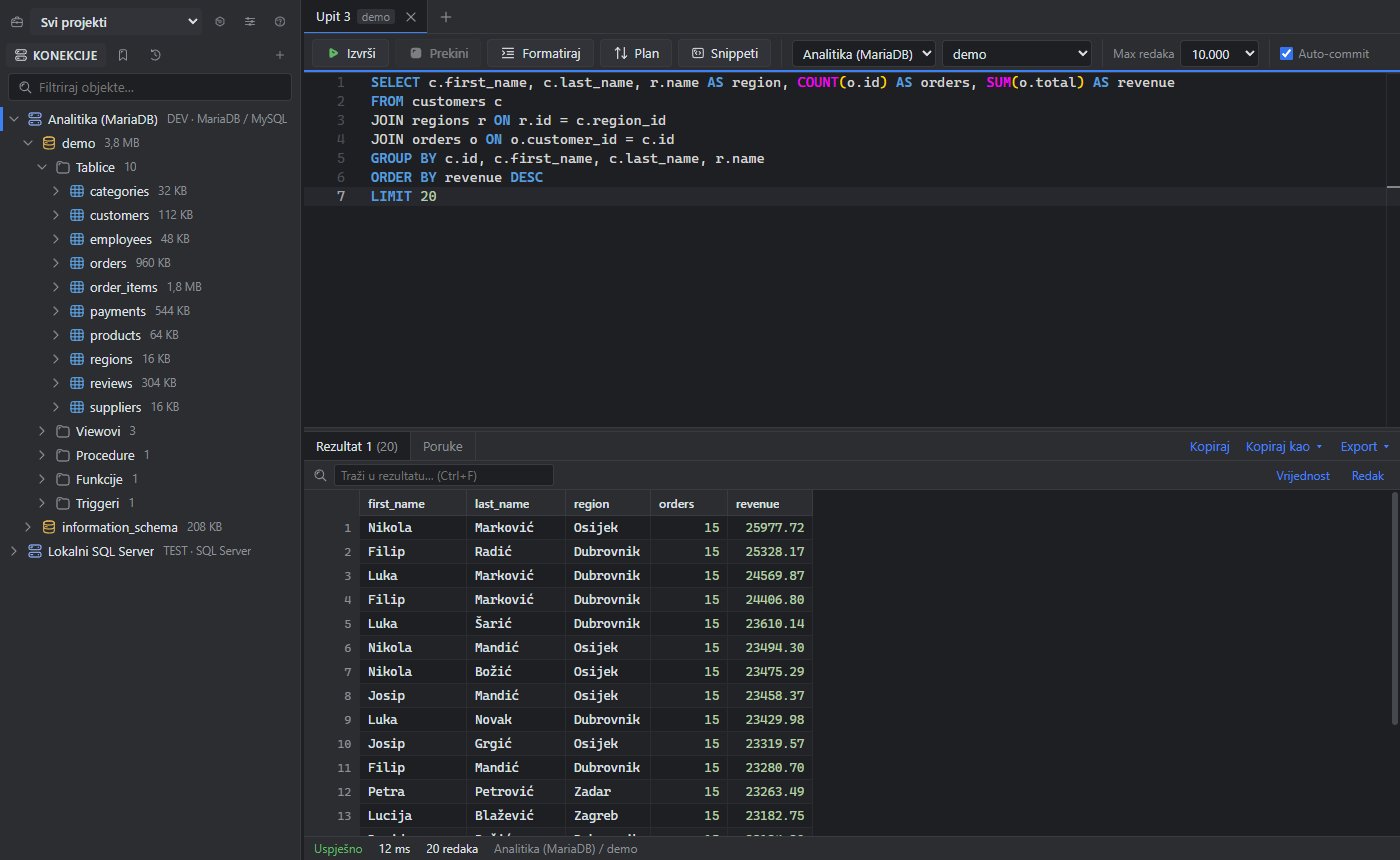 Svi projekti
KONEKCIJE
Filtriraj objekte...
Analitika (MariaDB) DEV · MariaDB / MySQL
demo 3,8 MB
Tablice 10
categories 32 KB
customers 112 KB
employees 48 KB
orders 960 KB
order_items 1,8 MB
payments 544 KB
products 64 KB
regions 16 KB
reviews 304 KB
suppliers 16 KB
Viewovi 3
Procedure 1
Funkcije 1
Triggeri 1
information_schema 208 KB
Lokalni SQL Server TEST · SQL Server
Upit 3 demo
Izvrši Prekini Formatiraj Plan Snippeti Analitika (MariaDB) demo Max redaka 10.000 Auto-commit
1 SELECT c.first_name, c.last_name, r.name AS region, COUNT(o.id) AS orders, SUM(o.total) AS revenue
2 FROM customers c
3 JOIN regions r ON r.id = c.region_id
4 JOIN orders o ON o.customer_id = c.id
5 GROUP BY c.id, c.first_name, c.last_name, r.name
6 ORDER BY revenue DESC
7 LIMIT 20
Rezultat 1 (20) Poruke Kopiraj Kopiraj kao Export
Traži u rezultatu... (Ctrl+F) Vrijednost Redak
first_name last_name region orders revenue
1 Nikola Marković Osijek 15 25977.72
2 Filip Radić Dubrovnik 15 25328.17
3 Luka Marković Dubrovnik 15 24569.87
4 Filip Marković Dubrovnik 15 24406.80
5 Luka Šarić Dubrovnik 15 23610.14
6 Nikola Mandić Osijek 15 23494.30
7 Nikola Božić Osijek 15 23475.29
8 Josip Mandić Osijek 15 23458.37
9 Luka Novak Dubrovnik 15 23429.98
10 Josip Grgić Osijek 15 23319.57
11 Filip Mandić Dubrovnik 15 23280.70
12 Petra Petrović Zadar 15 23263.49
13 Lucija Blažević Zagreb 15 23182.75
Uspješno 12 ms 20 redaka Analitika (MariaDB) / demo